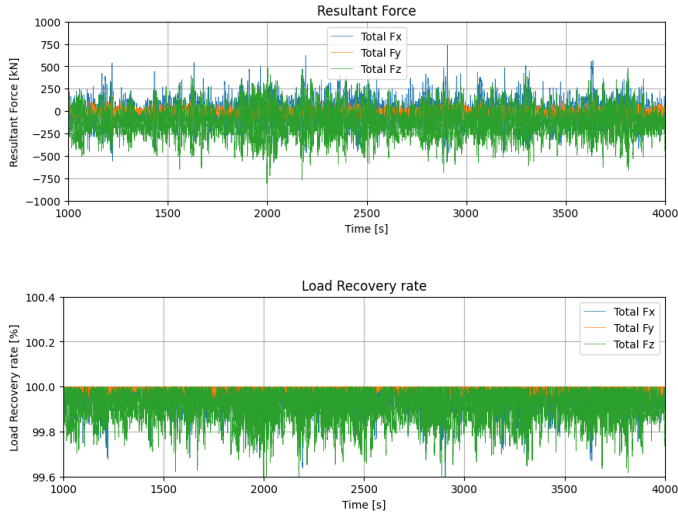 Resultant Force
Resultant Force [kN]
1000
750
500
250
0
−250
−500
−750
−1000
Total Fx
Total Fy
Total Fz
1000 1500 2000 2500 3000 3500 4000
Time [s]
Load Recovery rate
Load Recovery rate [%]
100.4
100.2
100.0
99.8
99.6
Total Fx
Total Fy
Total Fz
1000 1500 2000 2500 3000 3500 4000
Time [s]